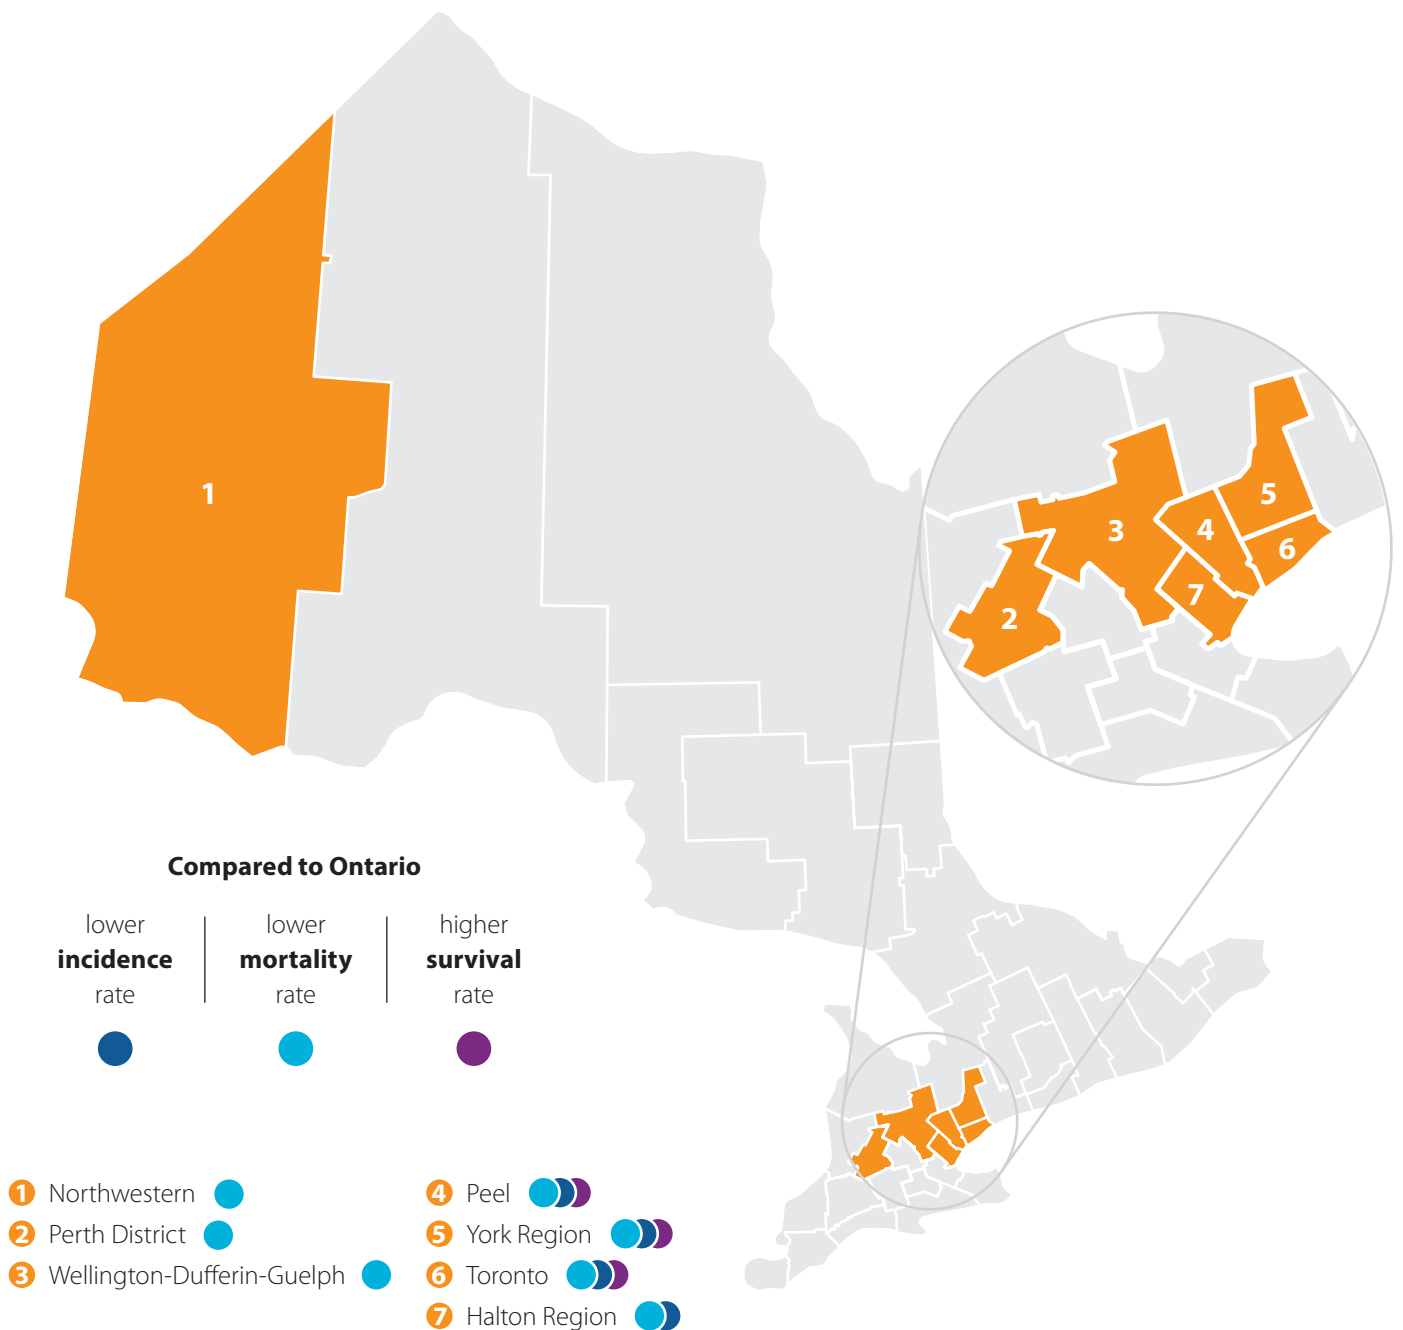 1
5
3
4
6
7
2
Compared to Ontario
lower
incidence
rate
lower
mortality
rate
higher
survival
rate
1 Northwestern
2 Perth District
3 Wellington-Dufferin-Guelph
4 Peel
5 York Region
6 Toronto
7 Halton Region